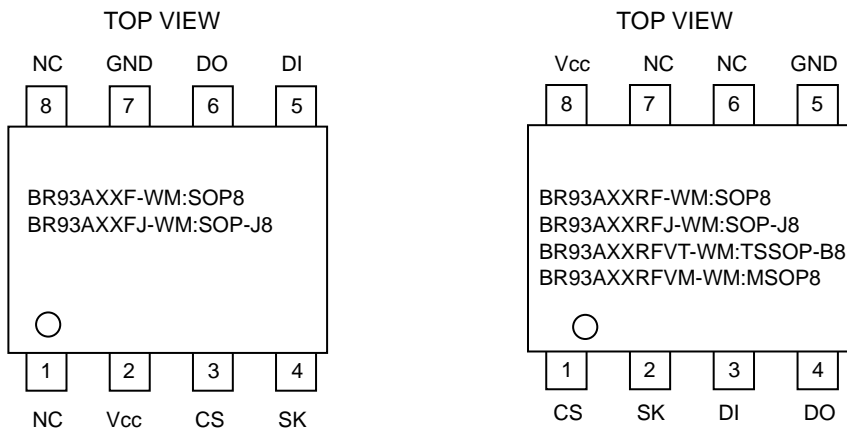 TOP VIEW
NC GND DO DI
8 7 6 5
BR93AXXF-WM:SOP8
BR93AXXFJ-WM:SOP-J8
1 2 3 4
NC Vcc CS SK
TOP VIEW
Vcc NC NC GND
8 7 6 5
BR93AXXRF-WM:SOP8
BR93AXXRFJ-WM:SOP-J8
BR93AXXRFVT-WM:TSSOP-B8
BR93AXXRFVM-WM:MSOP8
1 2 3 4
CS SK DI DO